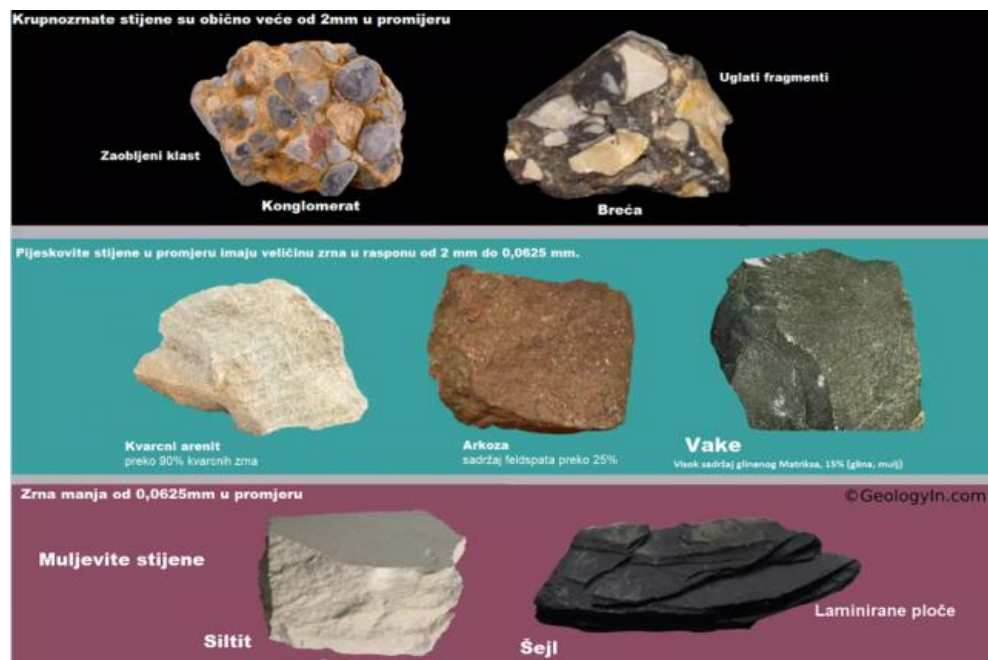 Krupnozrnate stijene su obično veće od 2mm u promijeru
Uglati fragmenti
Zaobljeni klast
Konglomerat
Breća
Pijeskovite stijene u promjeru imaju veličinu zrna u rasponu od 2 mm do 0,0625 mm.
Kvarcni arenit
preko 90% kvarcnih zrna
Arkoza
sadržaj feldspata preko 25%
Vake
Visok sadržaj glinenog Matriksa, 15% (glina, mulj)
Zrna manja od 0,0625mm u promjeru
©GeologyIn.com
Muljevite stijene
Laminirane ploče
Siltit
Šejl